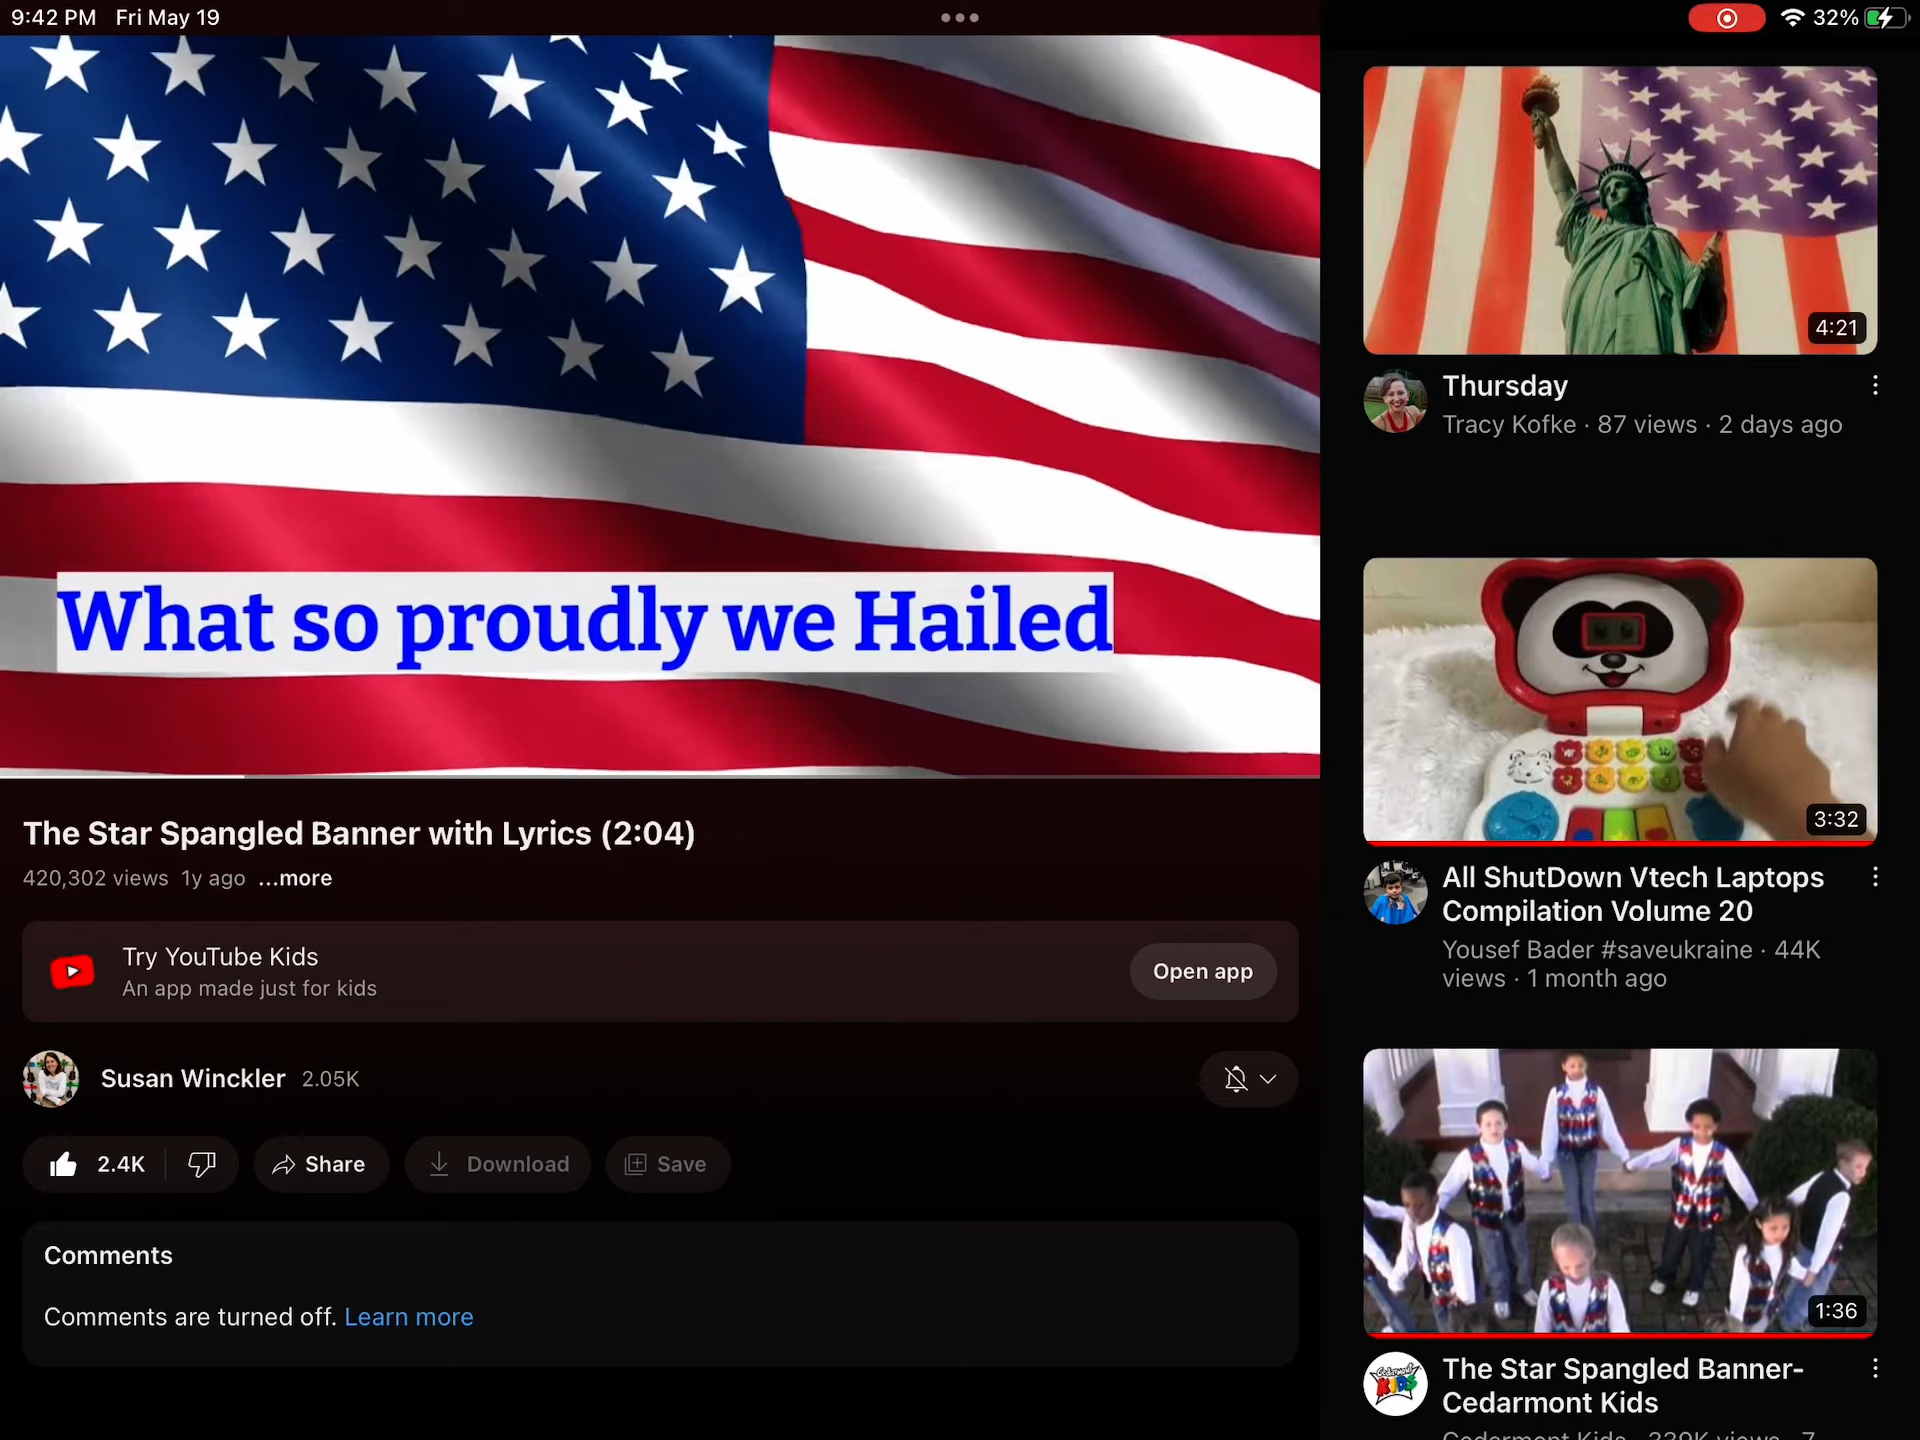 9:42 PM Fri May 19
32%
What so proudly we Hailed
The Star Spangled Banner with Lyrics (2:04)
420,302 views 1y ago ...more
Try YouTube Kids
An app made just for kids
Open app
Susan Winckler 2.05K
2.4K
Share
Download
Save
Comments
Comments are turned off. Learn more
4:21
Thursday
Tracy Kofke · 87 views · 2 days ago
3:32
All ShutDown Vtech Laptops
Compilation Volume 20
Yousef Bader #saveukraine · 44K
views · 1 month ago
1:36
Cedarmont
KIDS
The Star Spangled Banner-
Cedarmont Kids
Cedarmont Kids · 339K views · 7